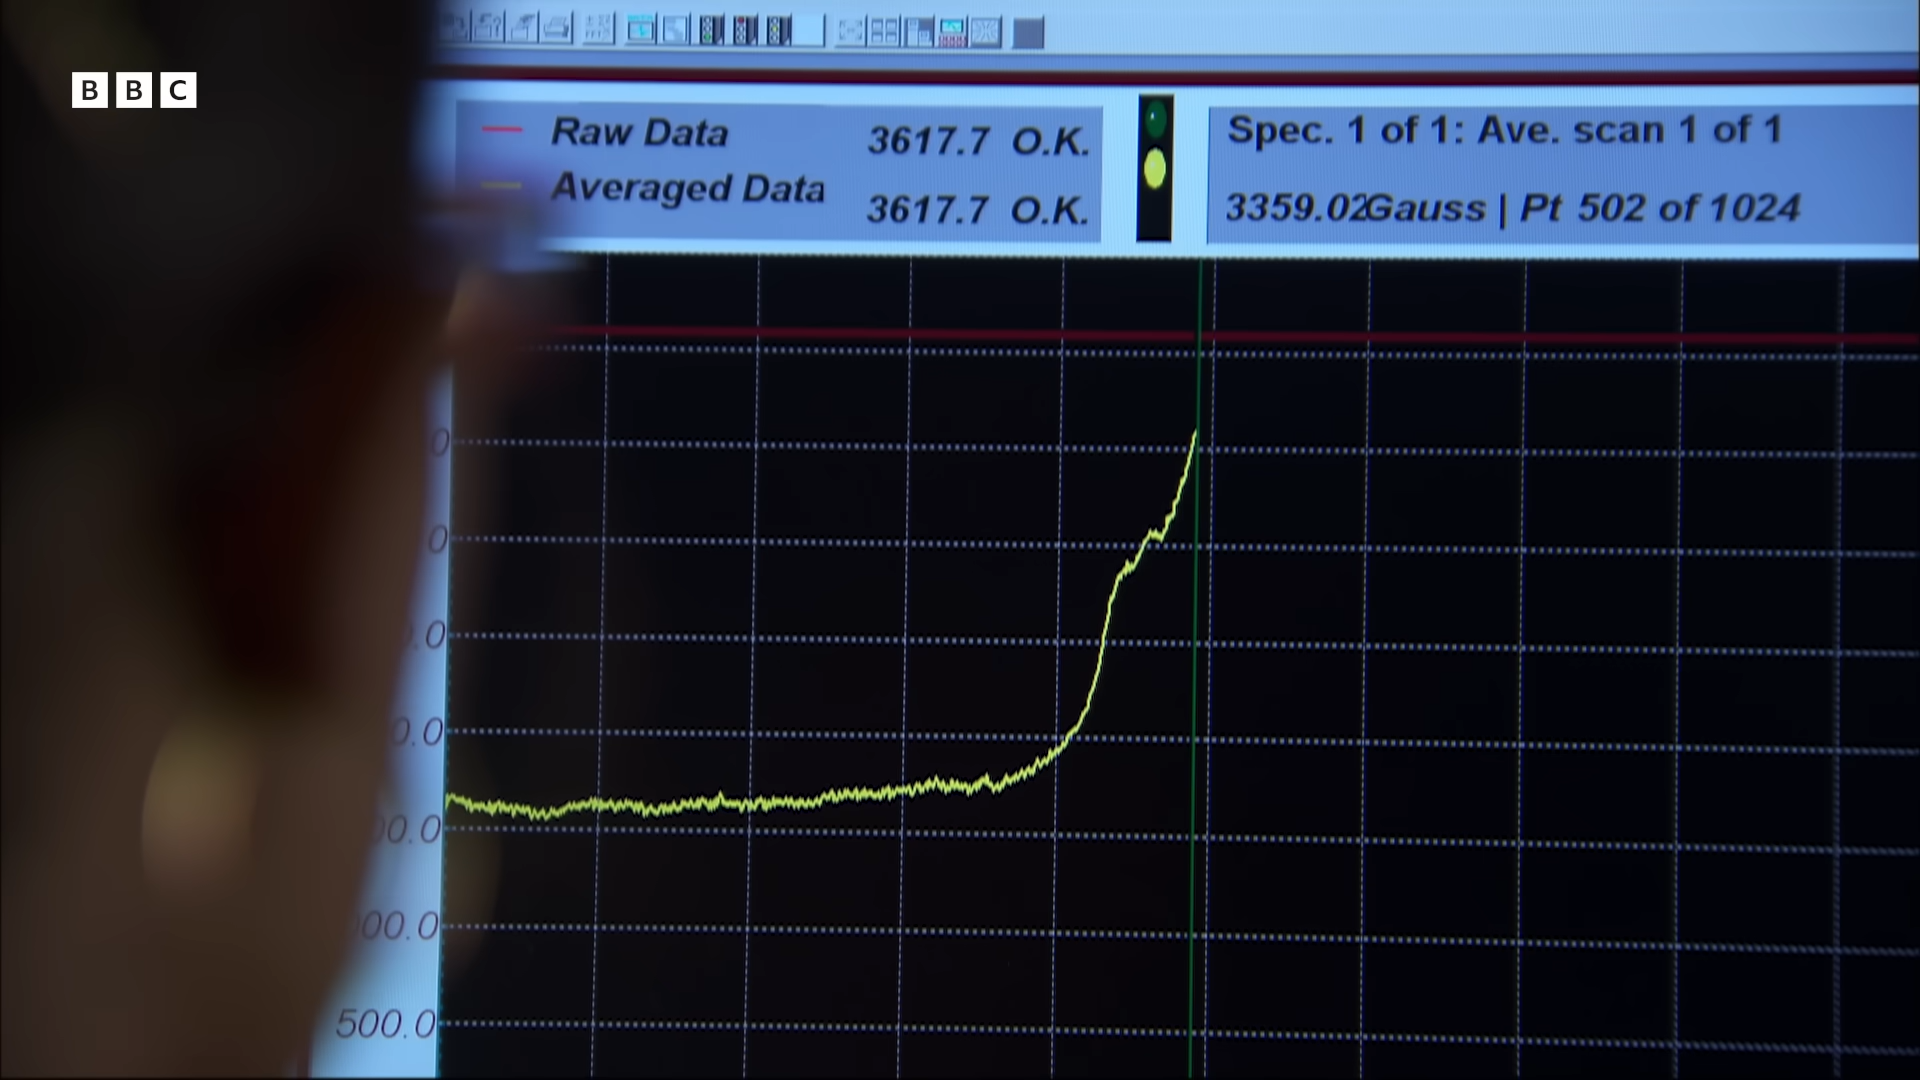 BBC
Raw Data 3617.7 O.K.
Averaged Data 3617.7 O.K.
Spec. 1 of 1: Ave. scan 1 of 1
3359.02Gauss | Pt 502 of 1024
500.0